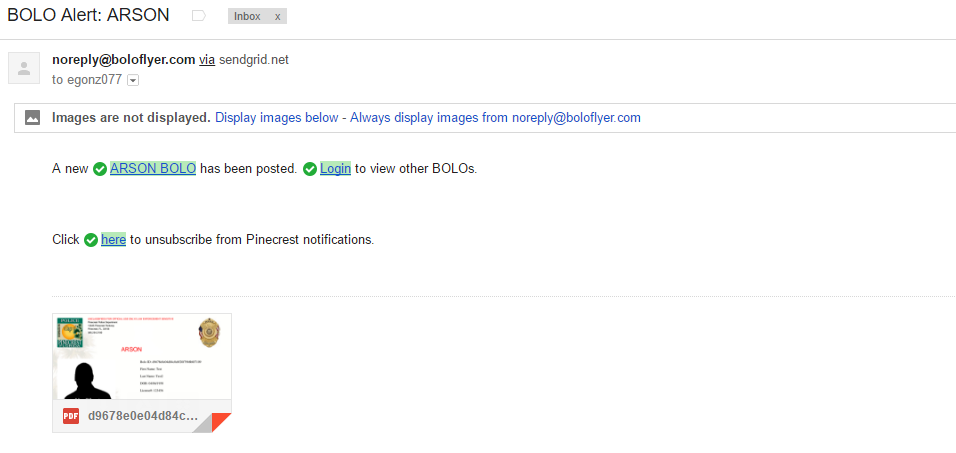 BOLO Alert: ARSON
Inbox x
noreply@boloflyer.com via sendgrid.net
to egonz077
Images are not displayed. Display images below - Always display images from noreply@boloflyer.com
A new ARSON BOLO has been posted. Login to view other BOLOs.
Click here to unsubscribe from Pinecrest notifications.
POLICE
ARSON
PDF d9678e0e04d84c...